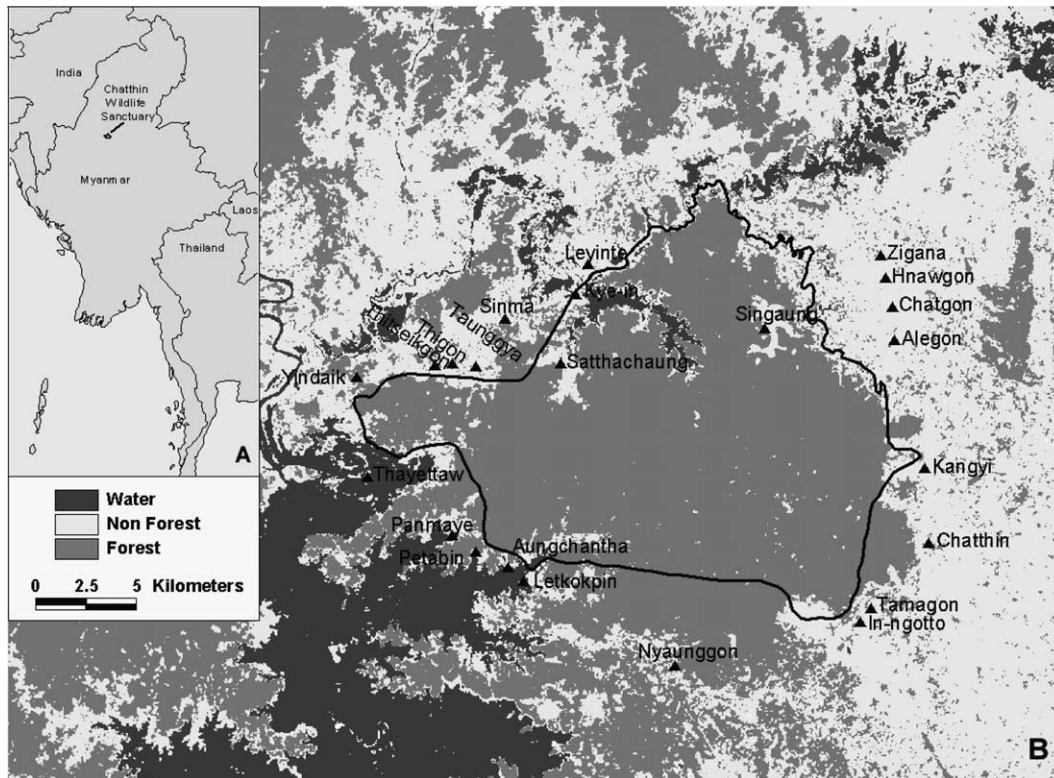 India
Chatthin
Wildlife
Sanctuary
Myanmar
Laos
Thailand
A
Water
Non Forest
Forest
0 2.5 5 Kilometers
Zigana
Levinte
Hnawgon
Kye-in
Chatgon
Sinma
Singaung
Alegon
Taunggya
Thigon
Satthachaung
Yindaik
Kangyi
Thayettaw
Panmaye
Aungchantha
Chatthin
Petabin
Letkokpin
Tamagon
In-ngotto
Nyaunggon
B